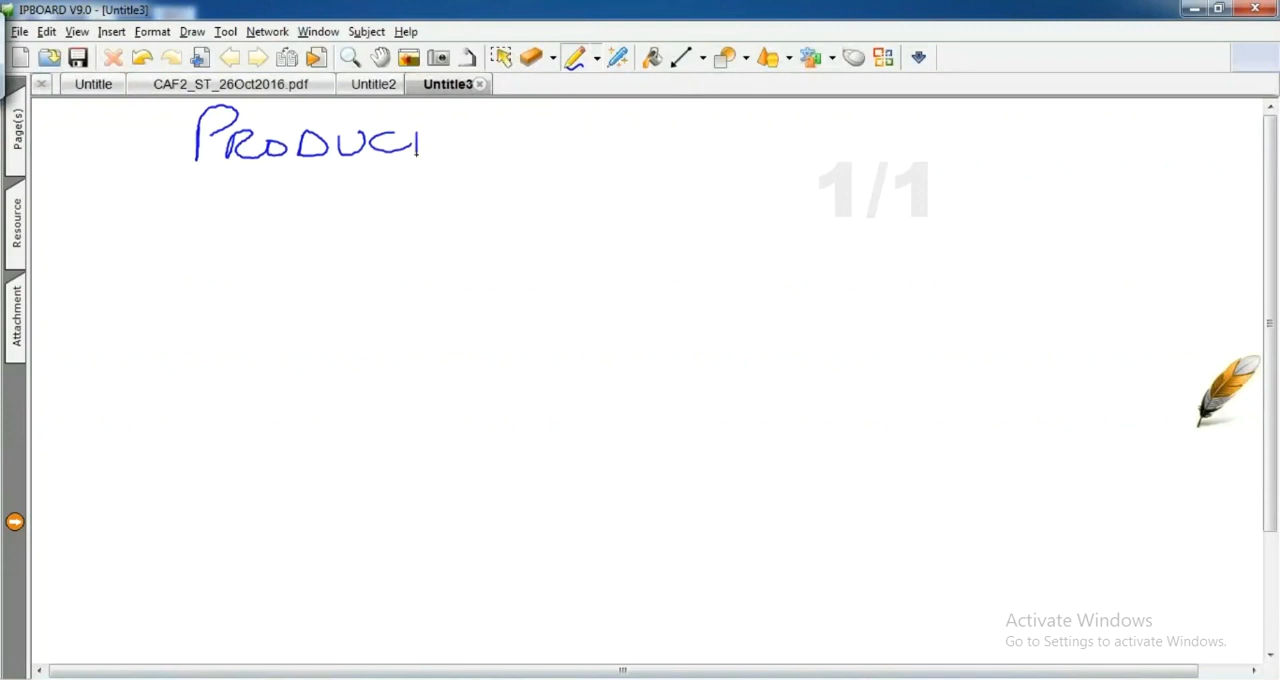 IPBOARD V9.0 - [Untitle3]
File Edit View Insert Format Draw Tool Network Window Subject Help
Untitle CAF2_ST_26Oct2016.pdf Untitle2 Untitle3
Page(s)
Resource
Attachment
PRODUCI
1/1
Activate Windows
Go to Settings to activate Windows.